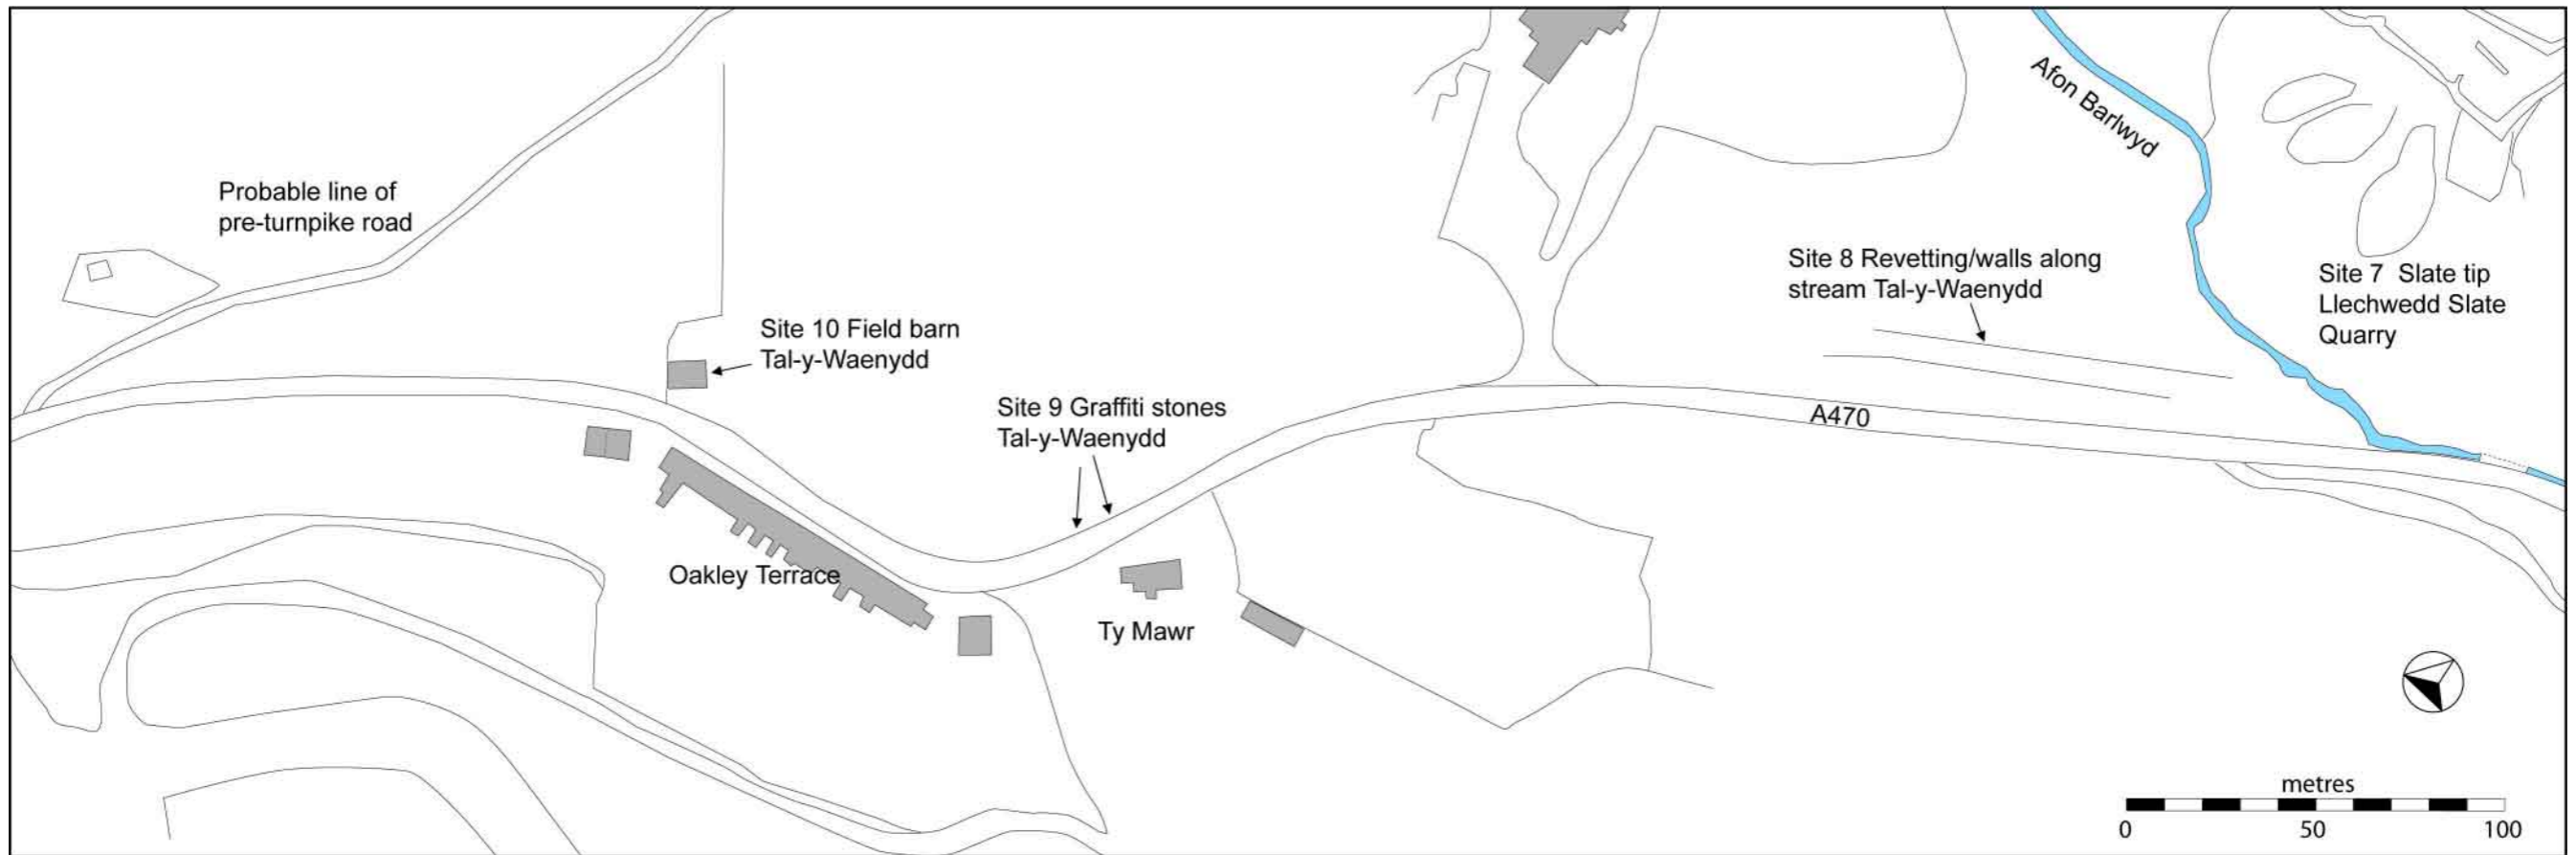 Afon Barlwyd
Probable line of
pre-turnpike road
Site 8 Revetting/walls along
stream Tal-y-Waenydd
Site 7 Slate tip
Llechwedd Slate
Quarry
Site 10 Field barn
Tal-y-Waenydd
Site 9 Graffiti stones
Tal-y-Waenydd
A470
Oakley Terrace
Ty Mawr
metres
0 50 100